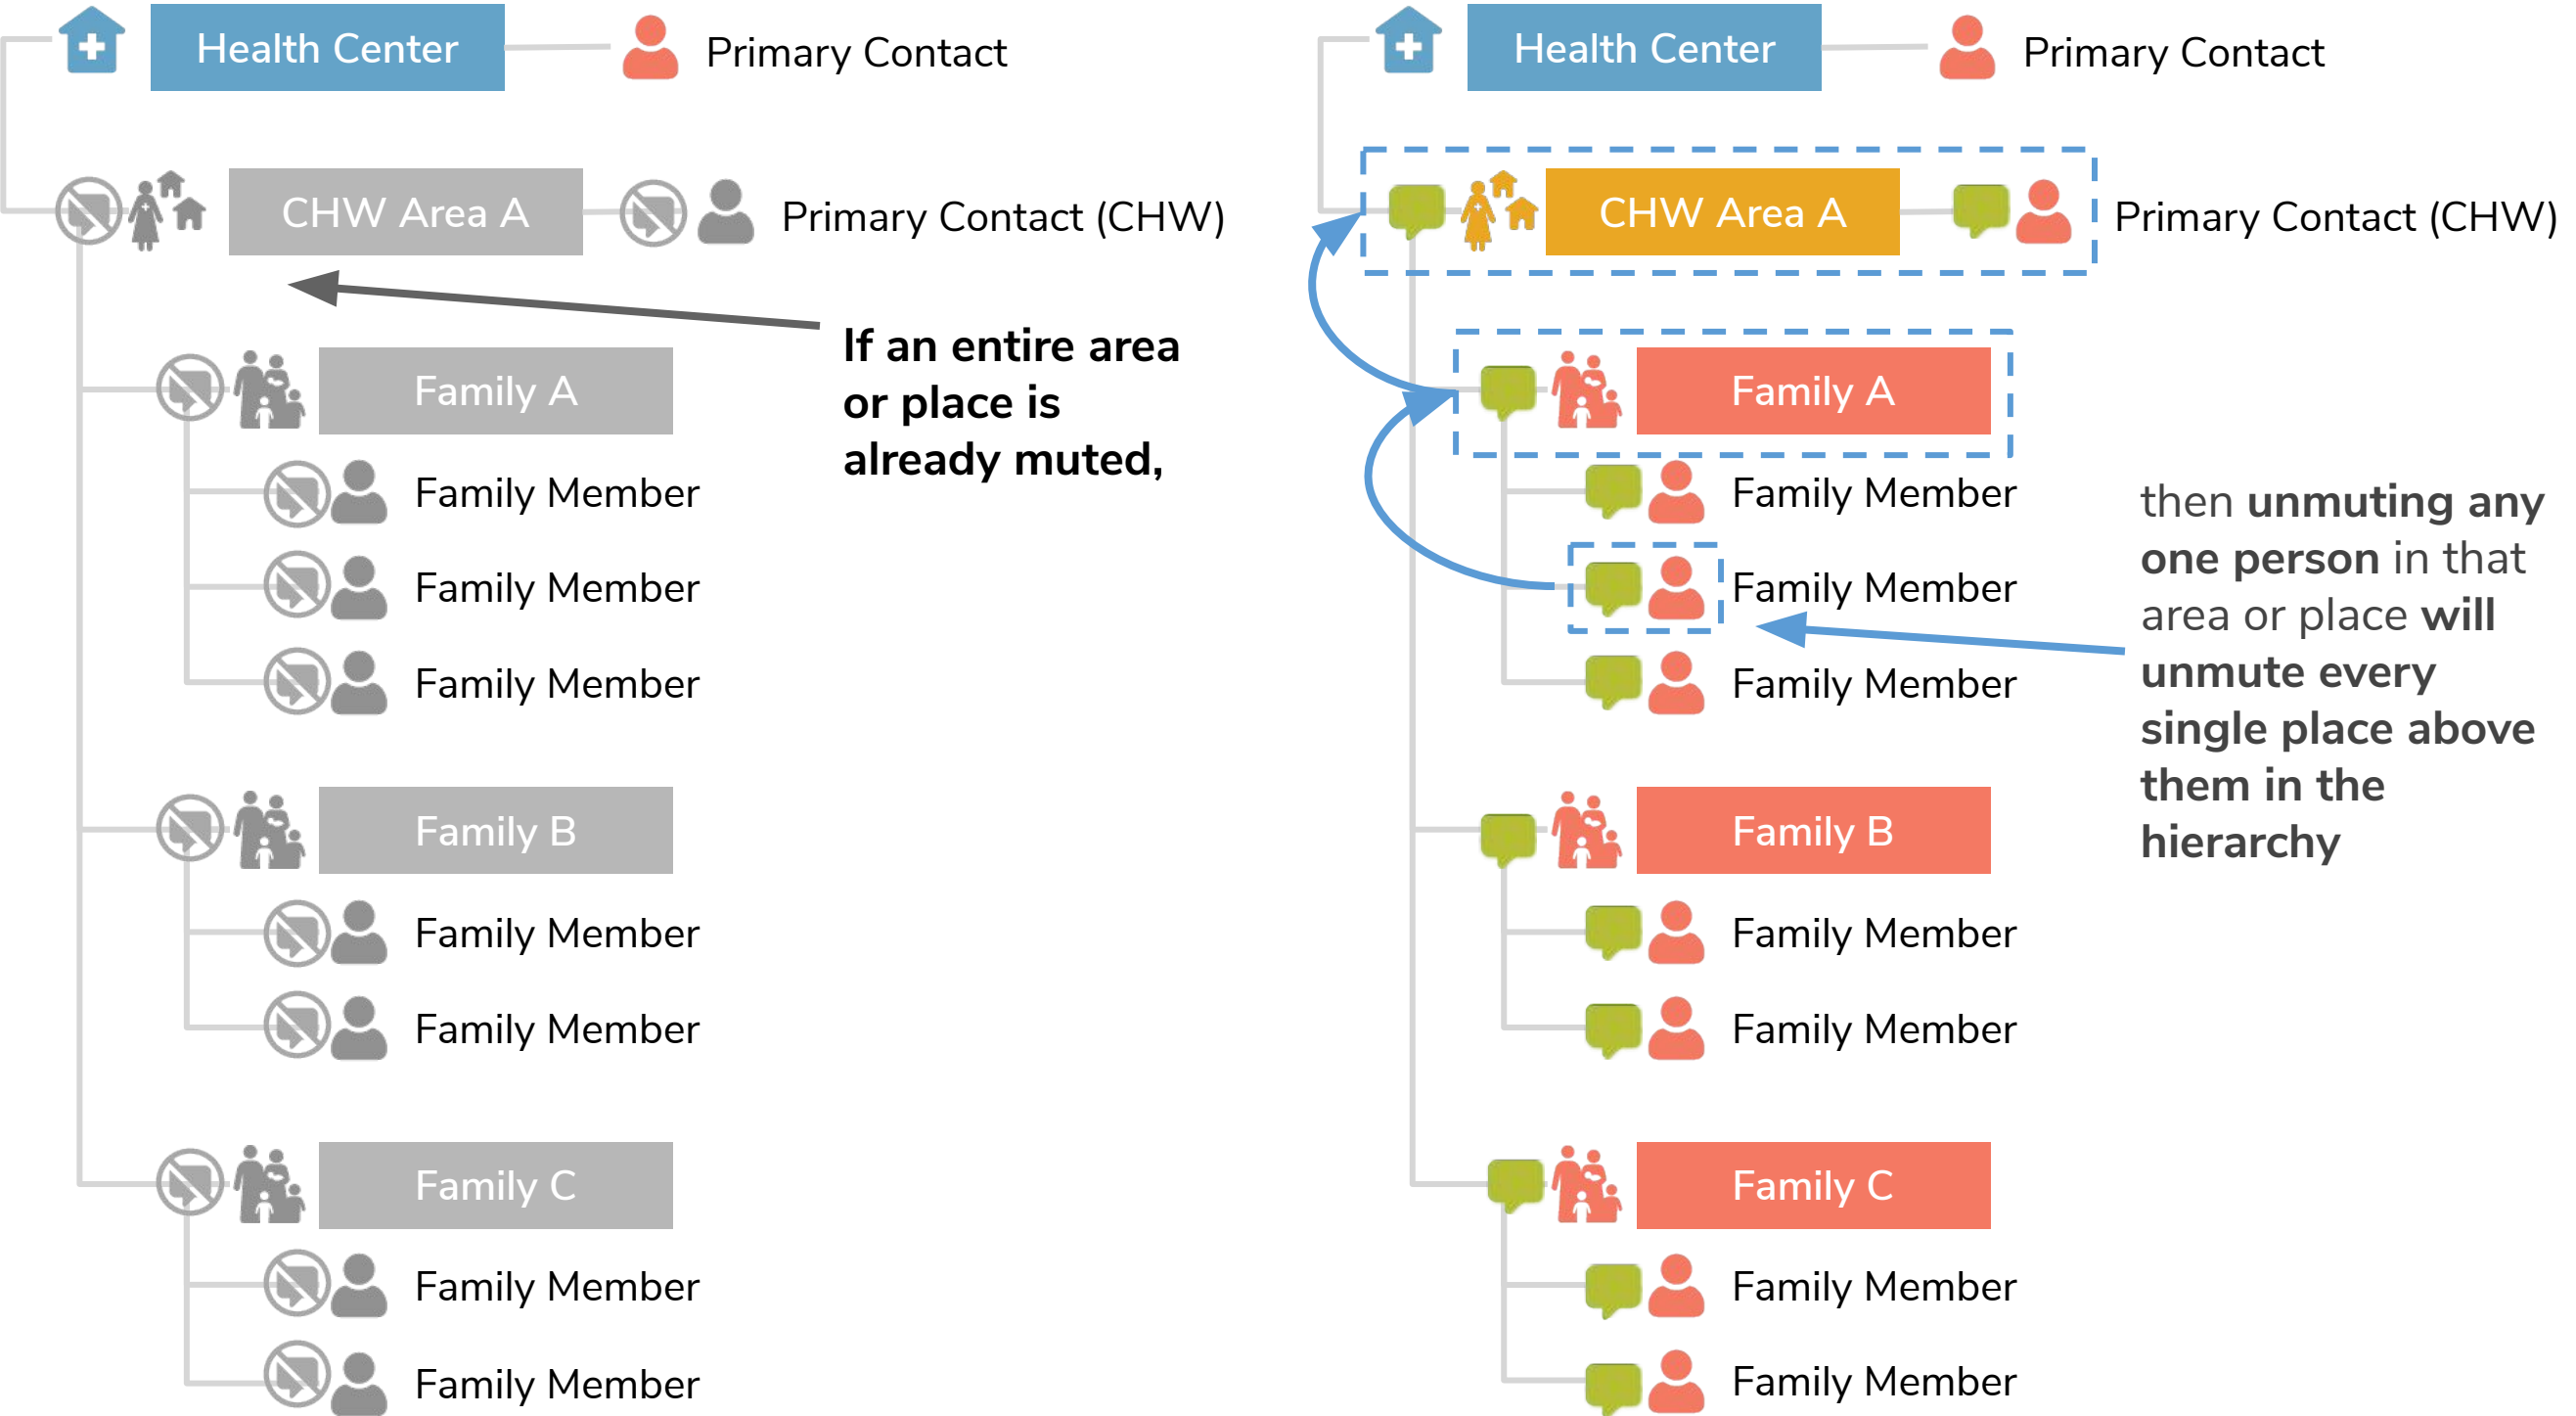 Health Center
Primary Contact
CHW Area A
Primary Contact (CHW)
If an entire area
or place is
already muted,
Family A
Family Member
Family Member
Family Member
Family B
Family Member
Family Member
Family C
Family Member
Family Member
Health Center
Primary Contact
CHW Area A
Primary Contact (CHW)
Family A
Family Member
Family Member
Family Member
then unmuting any
one person in that
area or place will
unmute every
single place above
them in the
hierarchy
Family B
Family Member
Family Member
Family C
Family Member
Family Member